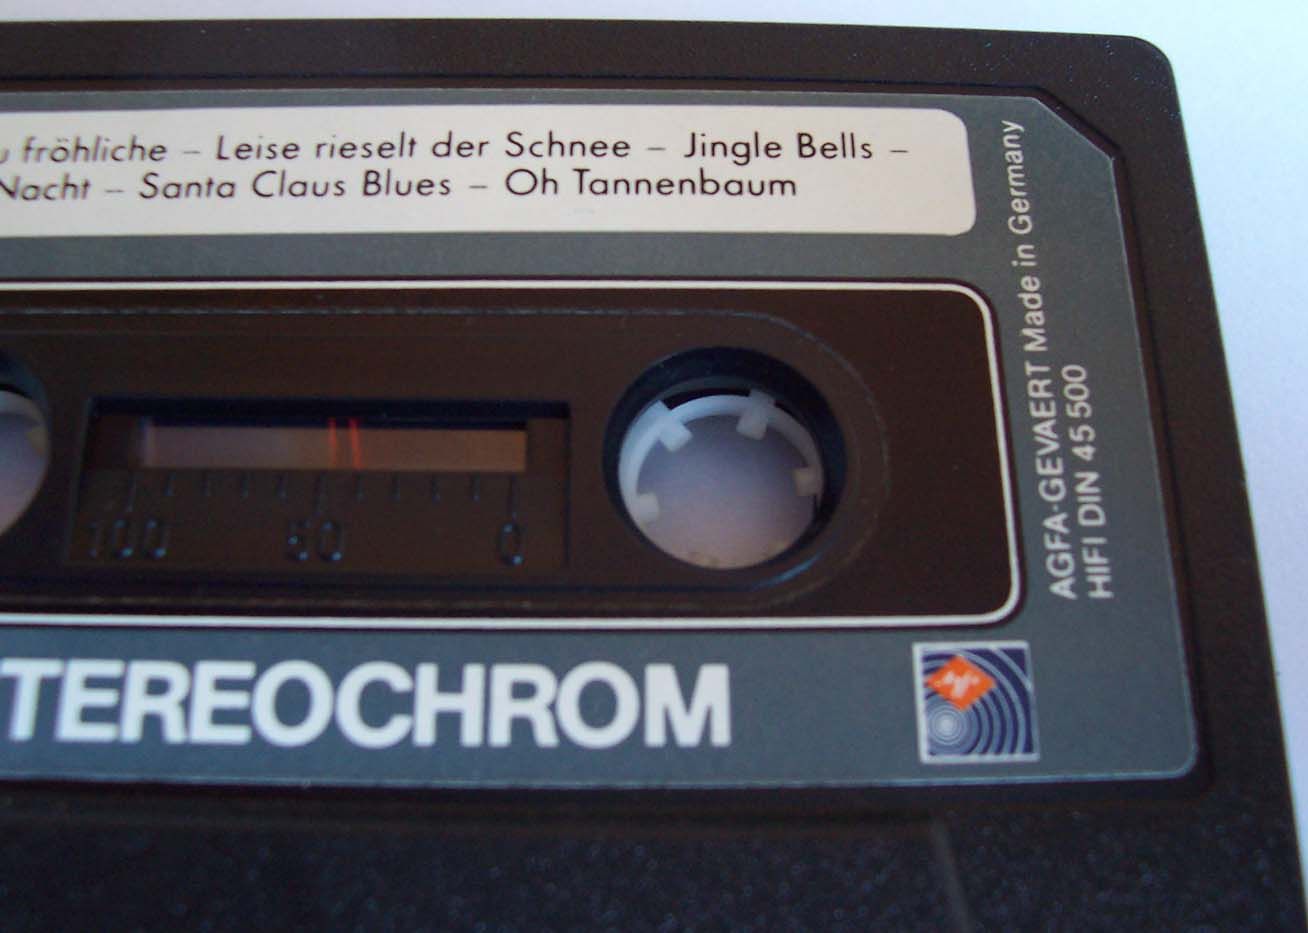 fröhliche – Leise rieselt der Schnee – Jingle Bells –
Nacht – Santa Claus Blues – Oh Tannenbaum
AGFA-GEVAERT Made in Germany
HIFI DIN 45 500
100 50 0
TEREOCHROM